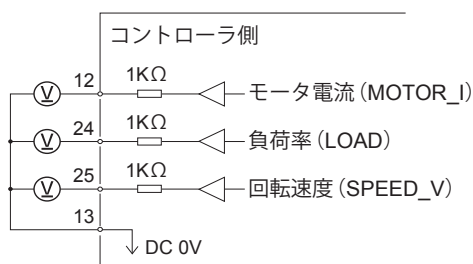 コントローラ側
V 12 1KΩ モータ電流(MOTOR_I)
V 24 1KΩ 負荷率(LOAD)
V 25 1KΩ 回転速度(SPEED_V)
13
DC 0V